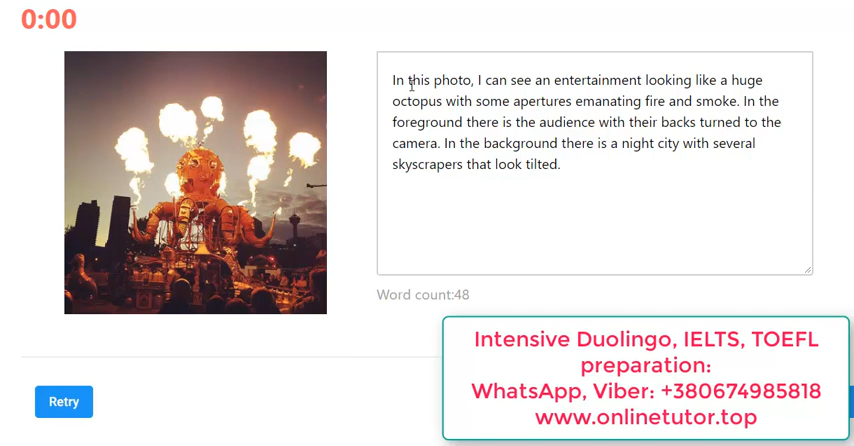 0:00
In this photo, I can see an entertainment looking like a huge
octopus with some apertures emanating fire and smoke. In the
foreground there is the audience with their backs turned to the
camera. In the background there is a night city with several
skyscrapers that look tilted.
Word count:48
Intensive Duolingo, IELTS, TOEFL
preparation:
WhatsApp, Viber: +380674985818
www.onlinetutor.top
Retry